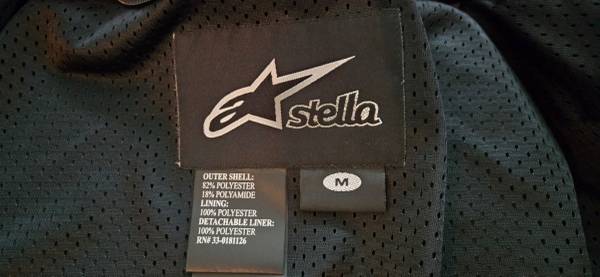 stella
OUTER SHELL:
82% POLYESTER
18% POLYAMIDE
LINING:
100% POLYESTER
DETACHABLE LINER:
100% POLYESTER
RN# 33-0181126
M